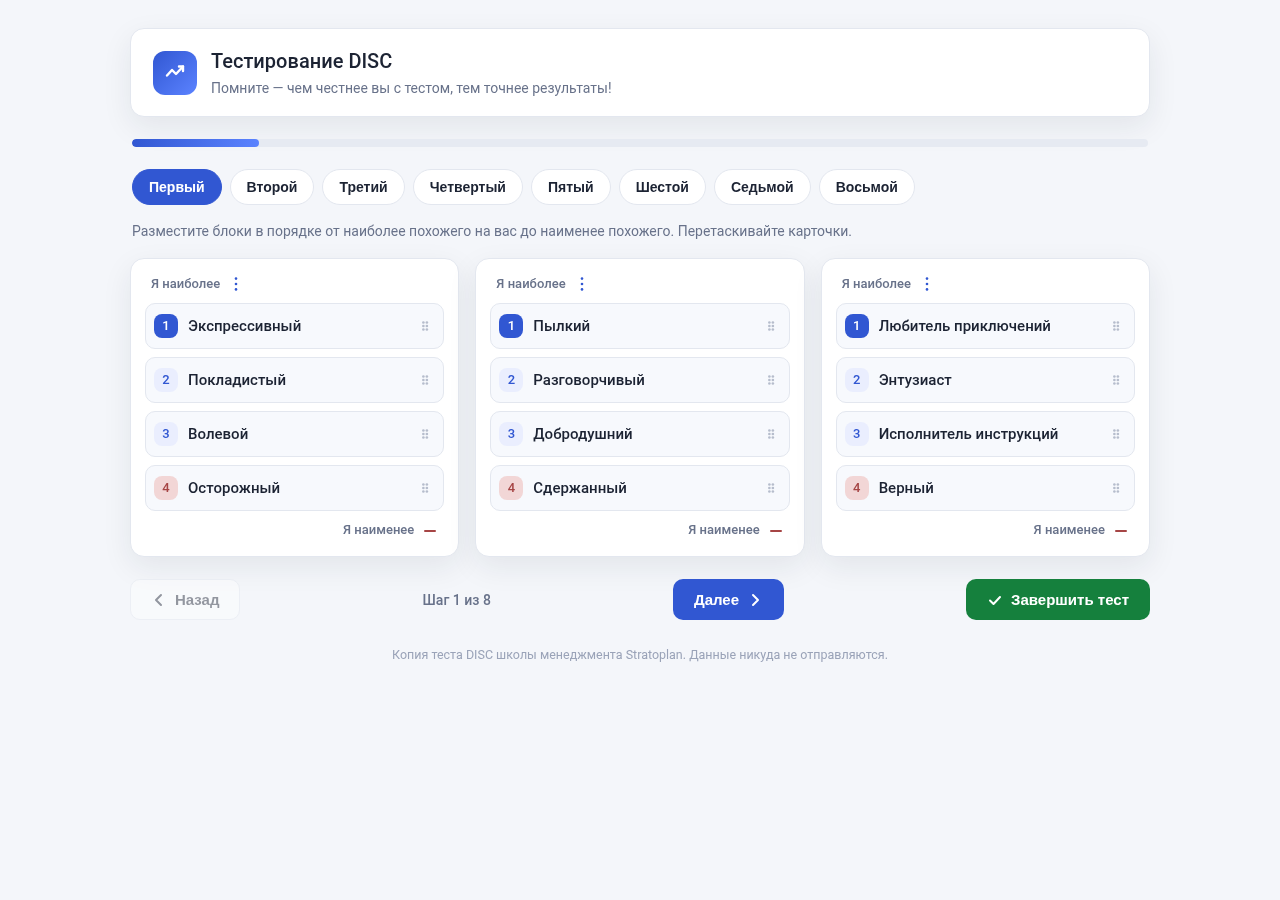 Тестирование DISC
Помните — чем честнее вы с тестом, тем точнее результаты!
Первый Второй Третий Четвертый Пятый Шестой Седьмой Восьмой
Разместите блоки в порядке от наиболее похожего на вас до наименее похожего. Перетаскивайте карточки.
Я наиболее
1 Экспрессивный
2 Покладистый
3 Волевой
4 Осторожный
Я наименее
Я наиболее
1 Пылкий
2 Разговорчивый
3 Добродушний
4 Сдержанный
Я наименее
Я наиболее
1 Любитель приключений
2 Энтузиаст
3 Исполнитель инструкций
4 Верный
Я наименее
Назад Шаг 1 из 8 Далее Завершить тест
Копия теста DISC школы менеджмента Stratoplan. Данные никуда не отправляются.